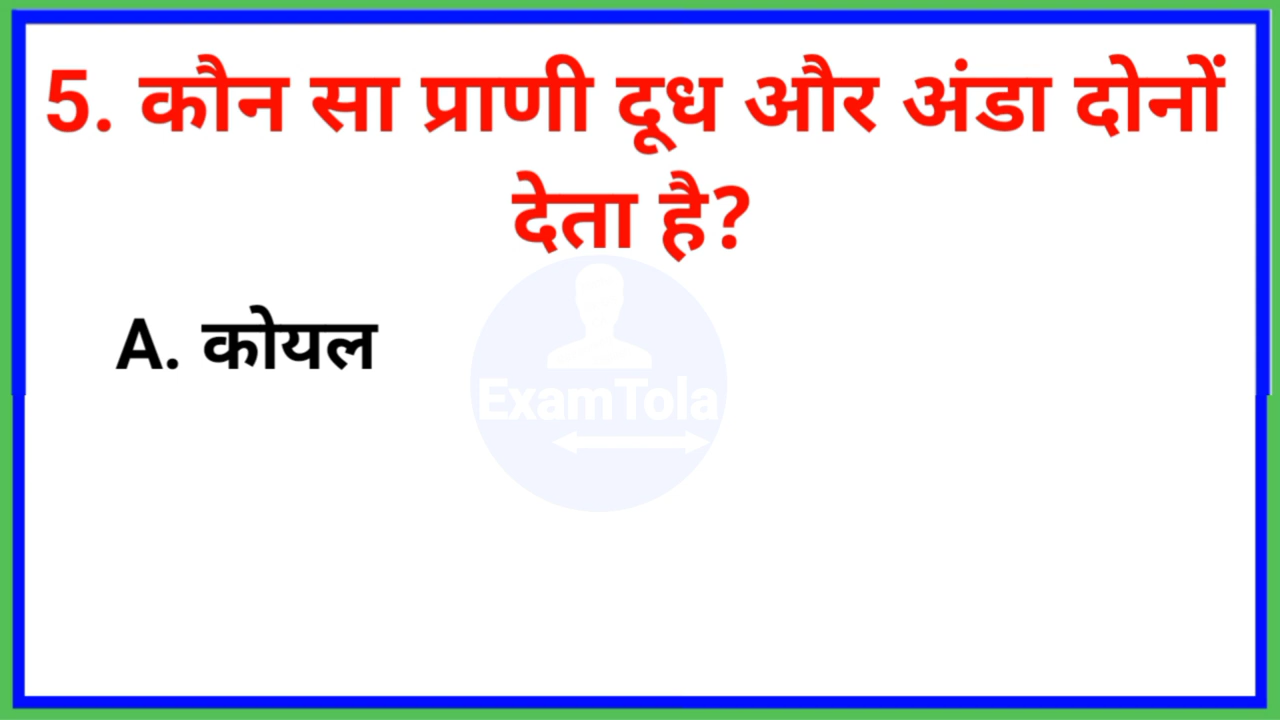 5. कौन सा प्राणी दूध और अंडा दोनों
देता है?
A. कोयल
ExamTola